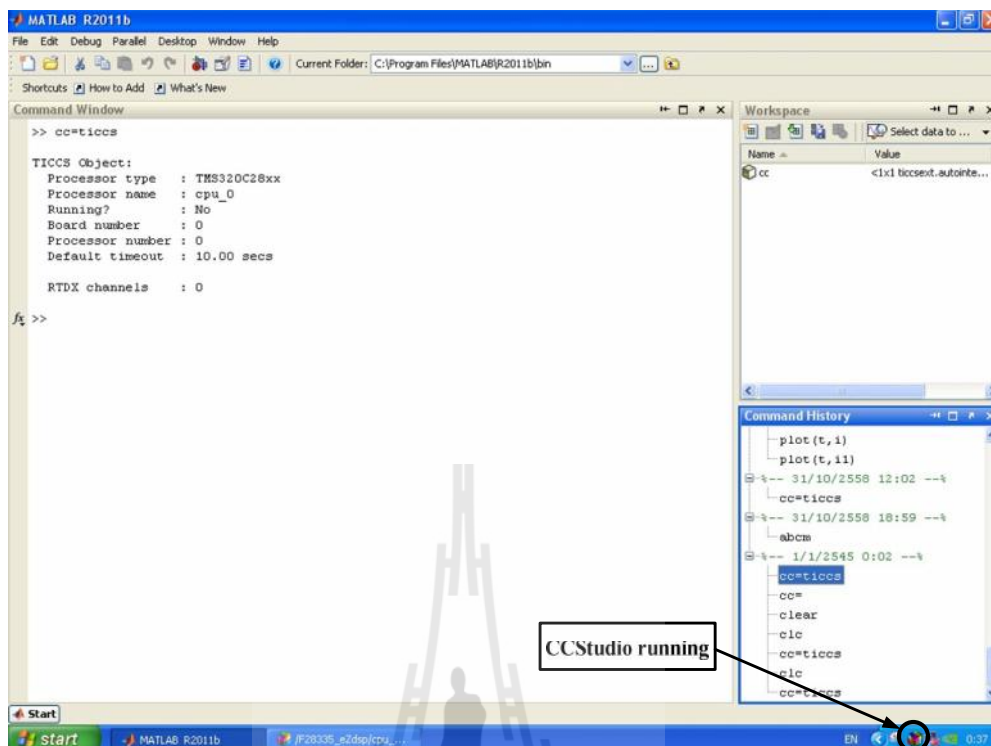 MATLAB R2011b
File Edit Debug Parallel Desktop Window Help
Current Folder: C:\Program Files\MATLAB\R2011b\bin
Shortcuts How to Add What's New
Command Window
>> cc=ticcs
TICCS Object:
Processor type : TMS320C28xx
Processor name : cpu_0
Running? : No
Board number : 0
Processor number : 0
Default timeout : 10.00 secs
RTDX channels : 0
fx >>
Workspace
Select data to ...
Name Value
cc <1x1 ticcsext.autointe...
Command History
plot(t,i)
plot(t,i1)
%-- 31/10/2558 12:02 --%
cc=ticcs
%-- 31/10/2558 18:59 --%
abcm
%-- 1/1/2545 0:02 --%
cc=ticcs
cc=
clear
clc
cc=ticcs
clc
cc=ticcs
CCStudio running
Start
start MATLAB R2011b /F28335_eZdsp/cpu_... EN 0:37